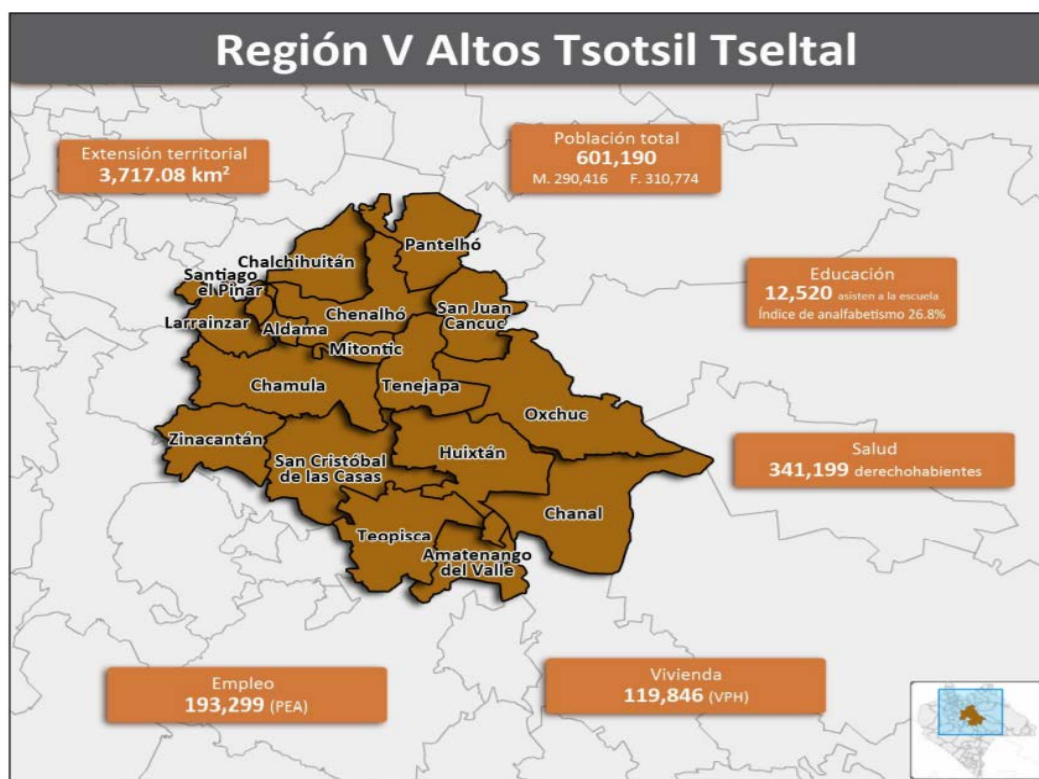 Región V Altos Tsotsil Tseltal
Extensión territorial
3,717.08 km²
Población total
601,190
M. 290,416 F. 310,774
Pantelhó
Chalchihuitán
Santiago
el Pinar
Chenalhó
San Juan
Cancuc
Larrainzar
Aldama
Mitontic
Chamula
Tenejapa
Oxchuc
Zinacantán
San Cristóbal
de las Casas
Huixtán
Chanal
Teopisca
Amatenango
del Valle
Educación
12,520 asisten a la escuela
Índice de analfabetismo 26.8%
Salud
341,199 derechohabientes
Empleo
193,299 (PEA)
Vivienda
119,846 (VPH)